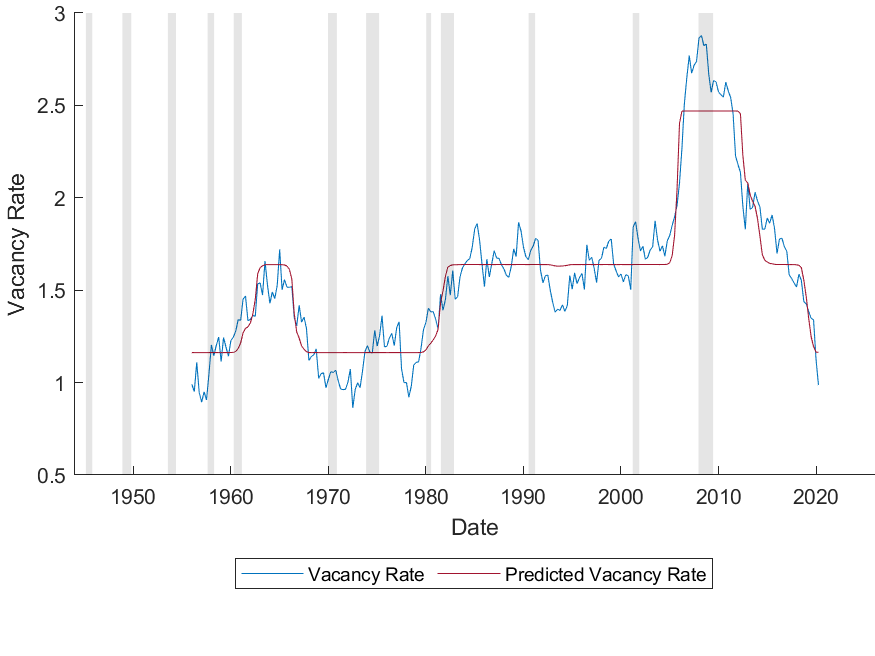 3
2.5
2
1.5
1
0.5
Vacancy Rate
1950 1960 1970 1980 1990 2000 2010 2020
Date
Vacancy Rate Predicted Vacancy Rate